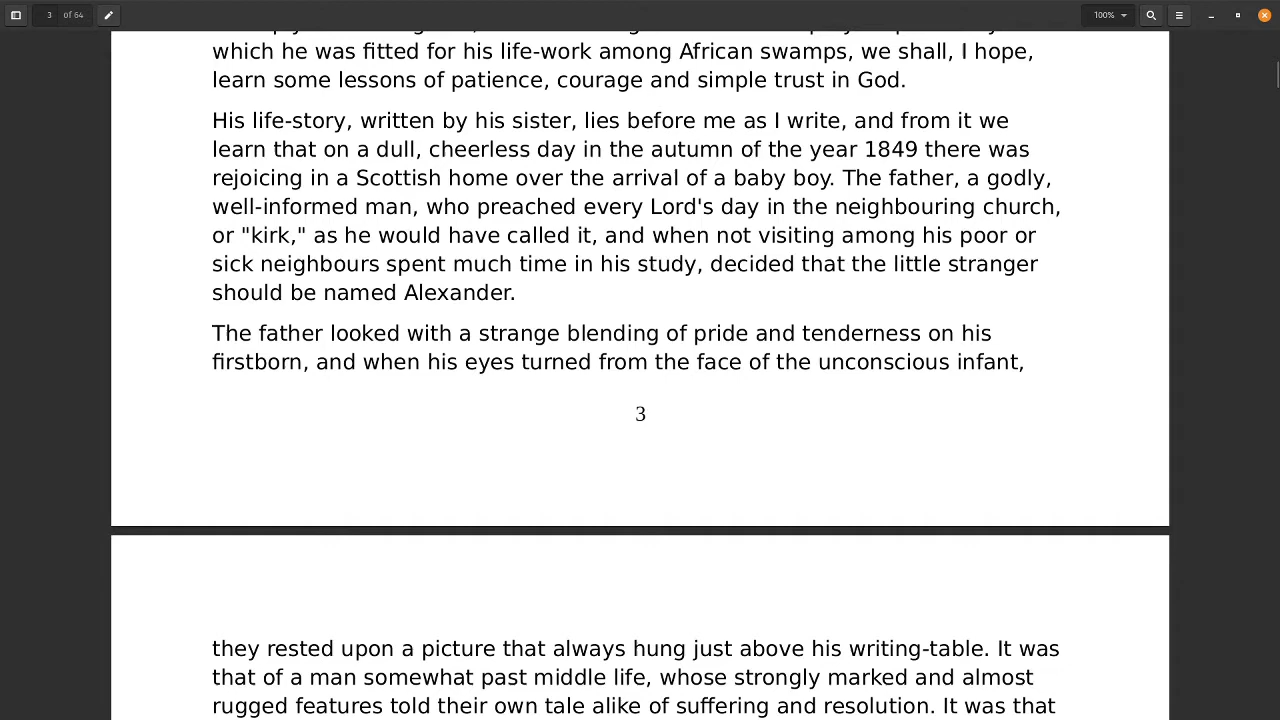 3 of 64
100%
which he was fitted for his life-work among African swamps, we shall, I hope,
learn some lessons of patience, courage and simple trust in God.
His life-story, written by his sister, lies before me as I write, and from it we
learn that on a dull, cheerless day in the autumn of the year 1849 there was
rejoicing in a Scottish home over the arrival of a baby boy. The father, a godly,
well-informed man, who preached every Lord's day in the neighbouring church,
or "kirk," as he would have called it, and when not visiting among his poor or
sick neighbours spent much time in his study, decided that the little stranger
should be named Alexander.
The father looked with a strange blending of pride and tenderness on his
firstborn, and when his eyes turned from the face of the unconscious infant,
3
they rested upon a picture that always hung just above his writing-table. It was
that of a man somewhat past middle life, whose strongly marked and almost
rugged features told their own tale alike of suffering and resolution. It was that